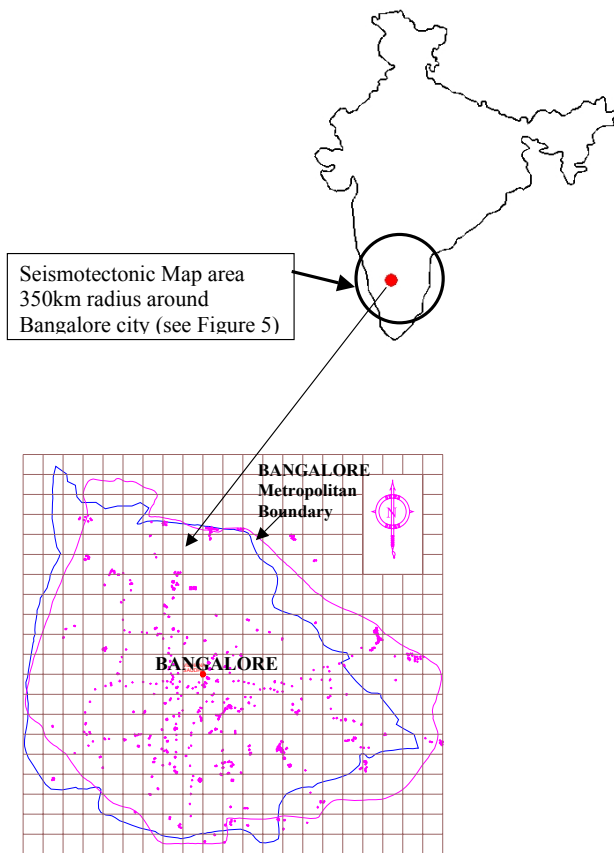 Seismotectonic Map area
350km radius around
Bangalore city (see Figure 5)
BANGALORE
Metropolitan
Boundary
N
BANGALORE